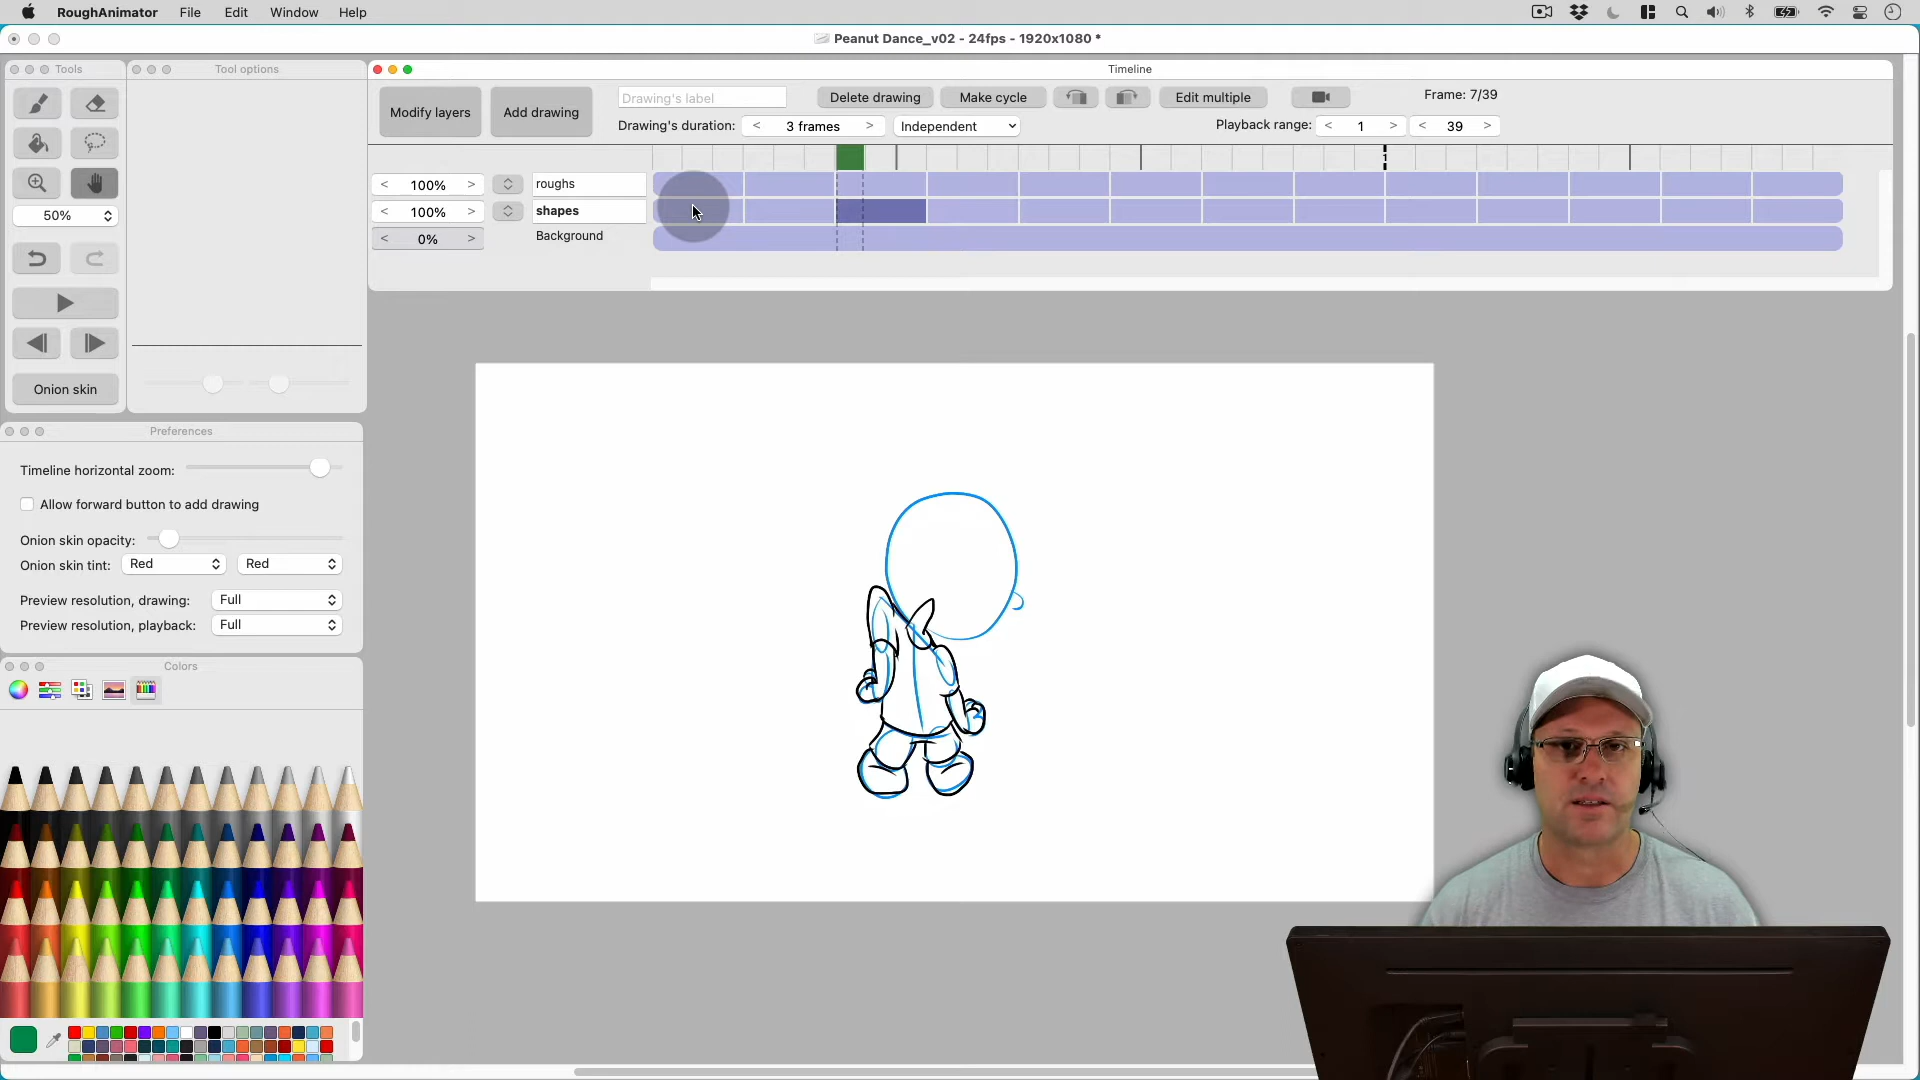 RoughAnimator File Edit Window Help
Peanut Dance_v02 - 24fps - 1920x1080 *
Tools
Tool options
Timeline
Modify layers
Add drawing
Drawing's label
Delete drawing
Make cycle
Edit multiple
Frame: 7/39
Drawing's duration: < 3 frames >
Independent
Playback range: < 1 > < 39 >
1
< 100% > roughs
< 100% > shapes
< 0% > Background
50%
Onion skin
Preferences
Timeline horizontal zoom:
Allow forward button to add drawing
Onion skin opacity:
Onion skin tint: Red Red
Preview resolution, drawing: Full
Preview resolution, playback: Full
Colors